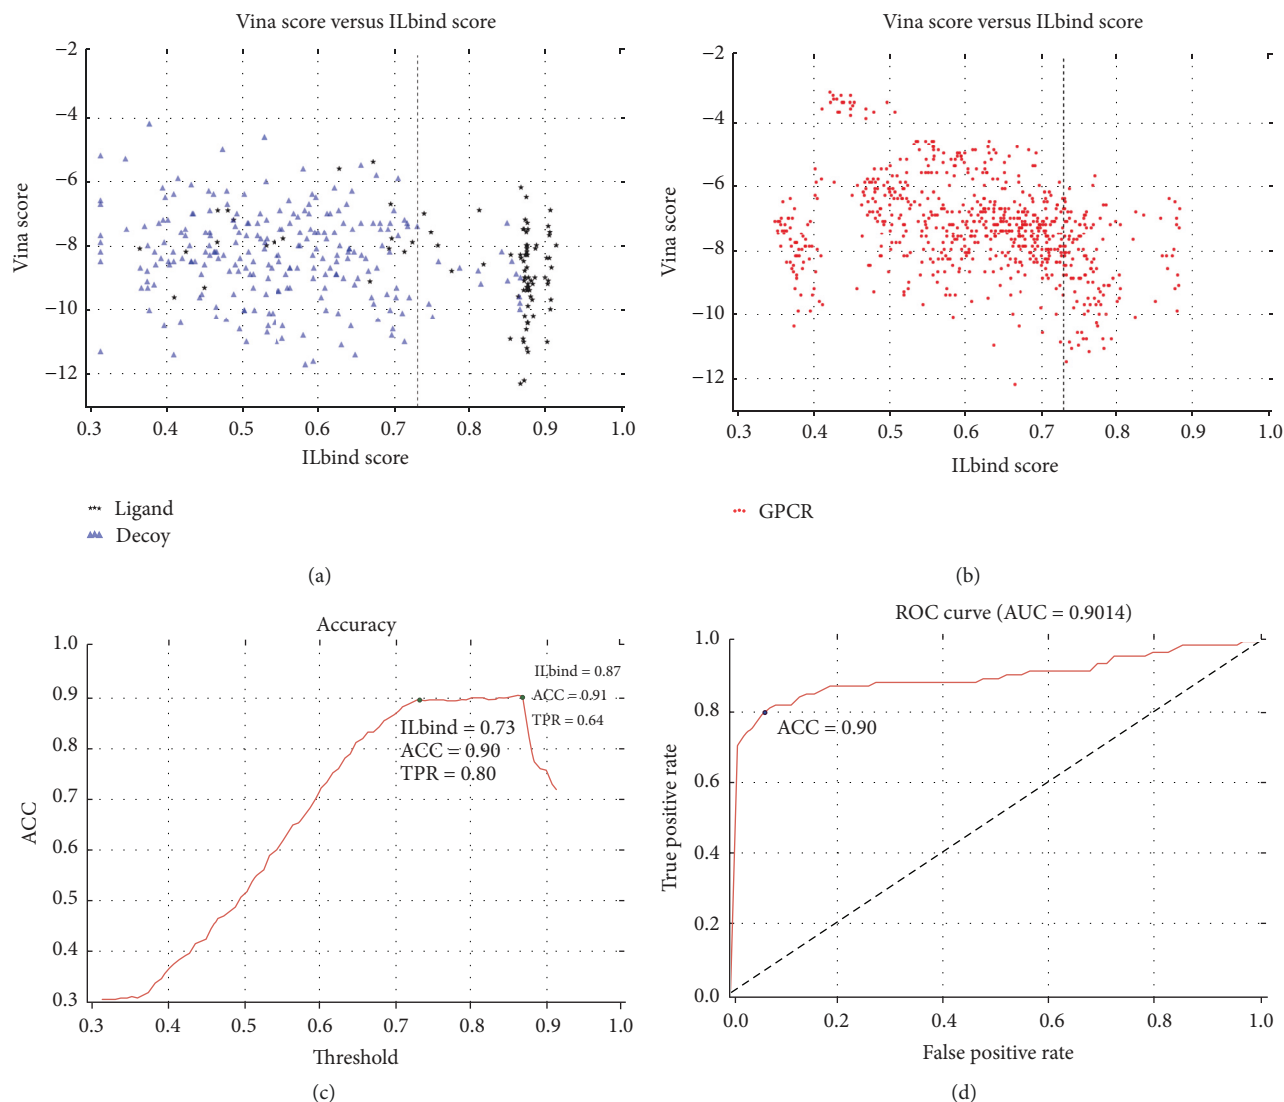 Vina score versus ILbind score
−2
−4
−6
−8
−10
−12
Vina score
0.3 0.4 0.5 0.6 0.7 0.8 0.9 1.0
ILbind score
Ligand
Decoy
(a)
Vina score versus ILbind score
−2
−4
−6
−8
−10
−12
Vina score
0.3 0.4 0.5 0.6 0.7 0.8 0.9 1.0
ILbind score
GPCR
(b)
Accuracy
1.0
0.9
0.8
0.7
0.6
0.5
0.4
0.3
ACC
ILbind = 0.87
ACC = 0.91
TPR = 0.64
ILbind = 0.73
ACC = 0.90
TPR = 0.80
0.3 0.4 0.5 0.6 0.7 0.8 0.9 1.0
Threshold
(c)
ROC curve (AUC = 0.9014)
1.0
0.8
0.6
0.4
0.2
0.0
True positive rate
ACC = 0.90
0.0 0.2 0.4 0.6 0.8 1.0
False positive rate
(d)